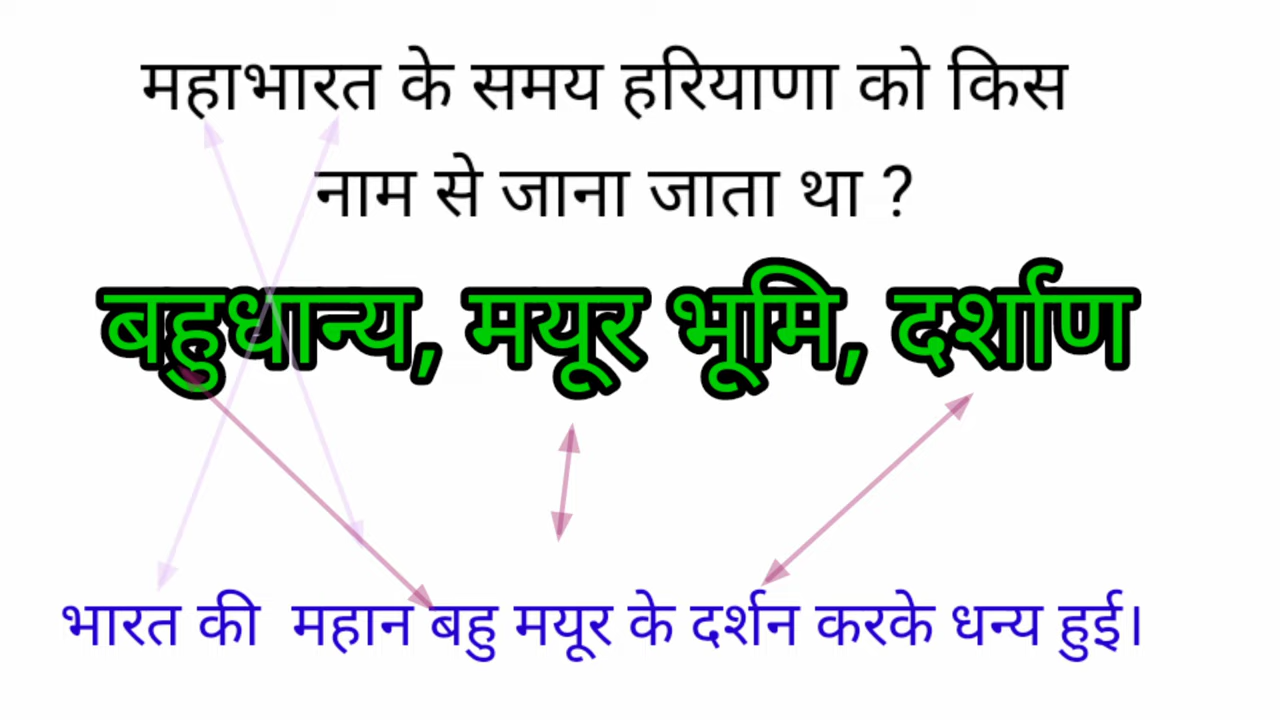 महाभारत के समय हरियाणा को किस
नाम से जाना जाता था ?
बहुधान्य, मयूर भूमि, दर्शाण
भारत की महान बहु मयूर के दर्शन करके धन्य हुई।